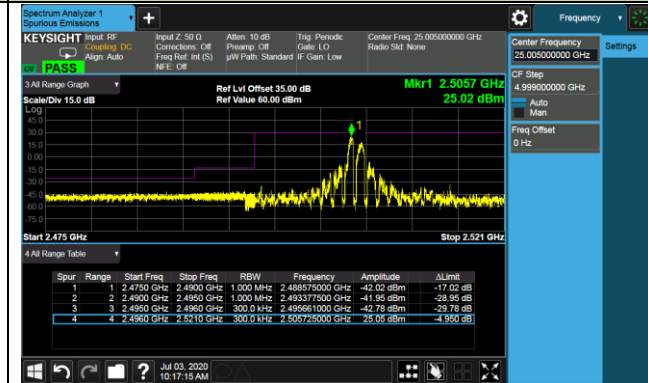 Spectrum Analyzer 1
Spurious Emissions
+
Frequency
KEYSIGHT
Input: RF
Coupling: DC
Align: Auto
Input Z: 50 Ω
Corrections: Off
Freq Ref: Int (S)
NFE: Off
Atten: 10 dB
Preamp: Off
µW Path: Standard
Trig: Periodic
Gate: LO
IF Gain: Low
Center Freq: 25.005000000 GHz
Radio Std: None
PASS
Center Frequency
25.005000000 GHz
Settings
CF Step
4.999000000 GHz
Auto
Man
Freq Offset
0 Hz
3 All Range Graph
Scale/Div 15.0 dB
Ref Lvl Offset 35.00 dB
Ref Value 60.00 dBm
Mkr1 2.5057 GHz
25.02 dBm
Log
45.0
30.0
15.0
0.00
-15.0
-30.0
-45.0
-60.0
-75.0
1
Start 2.475 GHz
Stop 2.521 GHz
4 All Range Table
Spur Range Start Freq Stop Freq RBW Frequency Amplitude ΔLimit
1 1 2.4750 GHz 2.4900 GHz 1.000 MHz 2.488575000 GHz -42.02 dBm -17.02 dB
2 2 2.4900 GHz 2.4950 GHz 1.000 MHz 2.493377500 GHz -41.95 dBm -28.95 dB
3 3 2.4950 GHz 2.4960 GHz 300.0 kHz 2.495661000 GHz -42.78 dBm -29.78 dB
4 4 2.4960 GHz 2.5210 GHz 300.0 kHz 2.505725000 GHz 25.05 dBm -4.950 dB
?
Jul 03, 2020
10:17:15 AM